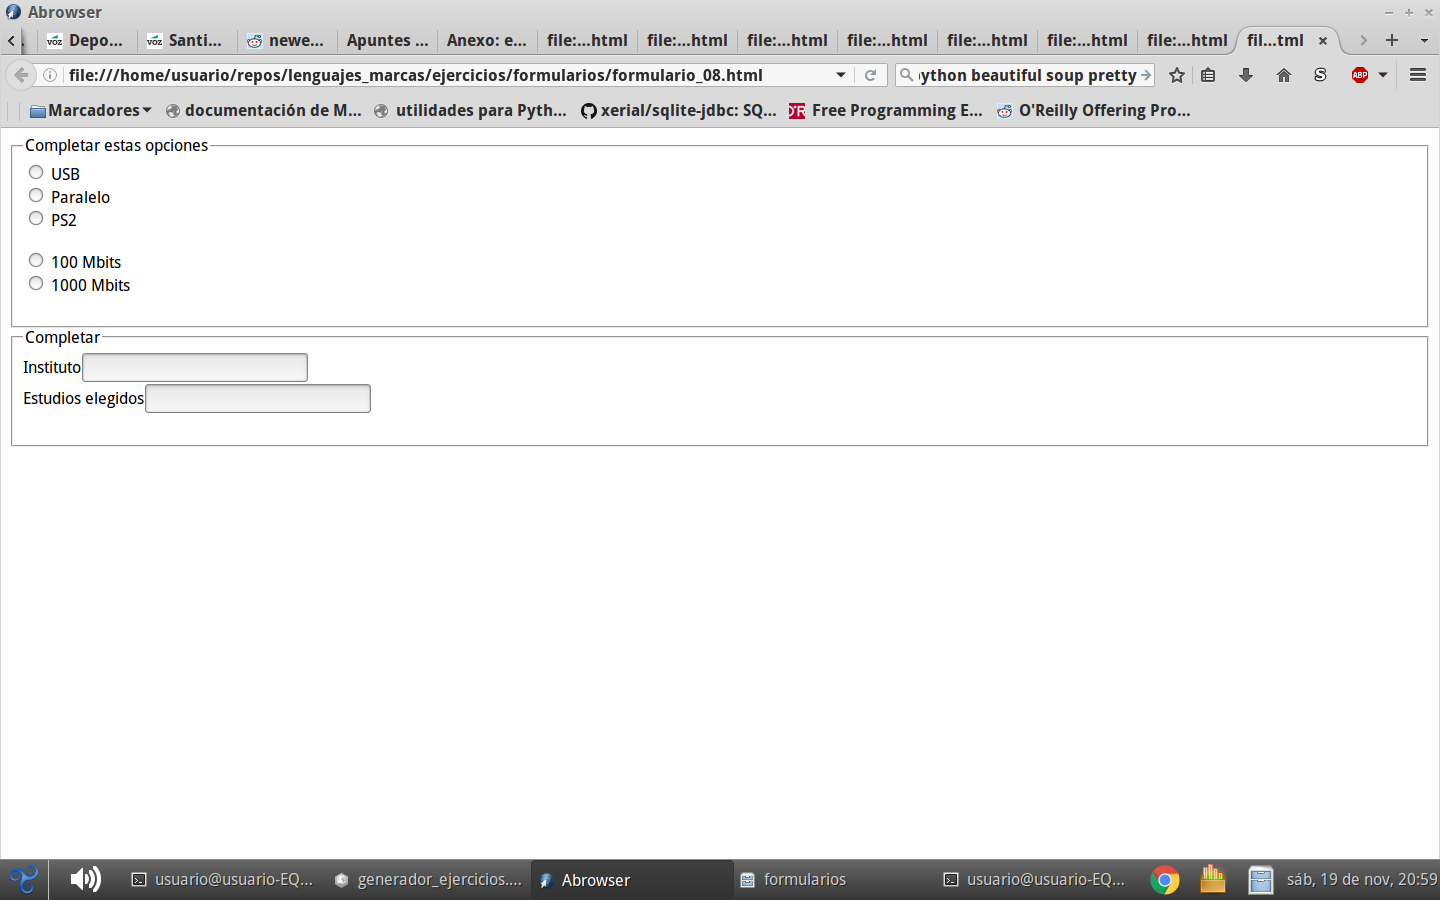 Abrowser
VOZ Depo... VOZ Santi... newe... Apuntes ... Anexo: e... file:...html file:...html file:...html file:...html file:...html file:...html file:...html fil...tml
file:///home/usuario/repos/lenguajes_marcas/ejercicios/formularios/formulario_08.html python beautiful soup pretty S ABP
Marcadores documentación de M... utilidades para Pyth... xerial/sqlite-jdbc: SQ... Free Programming E... O'Reilly Offering Pro...
Completar estas opciones
USB
Paralelo
PS2
100 Mbits
1000 Mbits
Completar
Instituto
Estudios elegidos
usuario@usuario-EQ... generador_ejercicios.... Abrowser formularios usuario@usuario-EQ... sáb, 19 de nov, 20:59